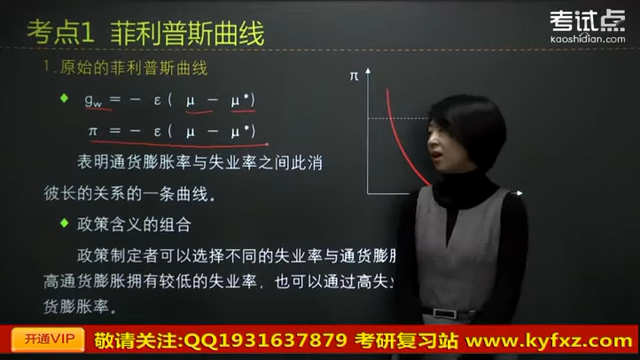 考点1 菲利普斯曲线
考试点
kaoshidian.com
1.原始的菲利普斯曲线
gw = - ε( μ - μ*)
π = - ε( μ - μ*)
表明通货膨胀率与失业率之间此消
彼长的关系的一条曲线。
π
政策含义的组合
政策制定者可以选择不同的失业率与通货膨
高通货膨胀拥有较低的失业率，也可以通过高失
货膨胀率。
开通VIP 敬请关注:QQ1931637879 考研复习站 www.kyfxz.com